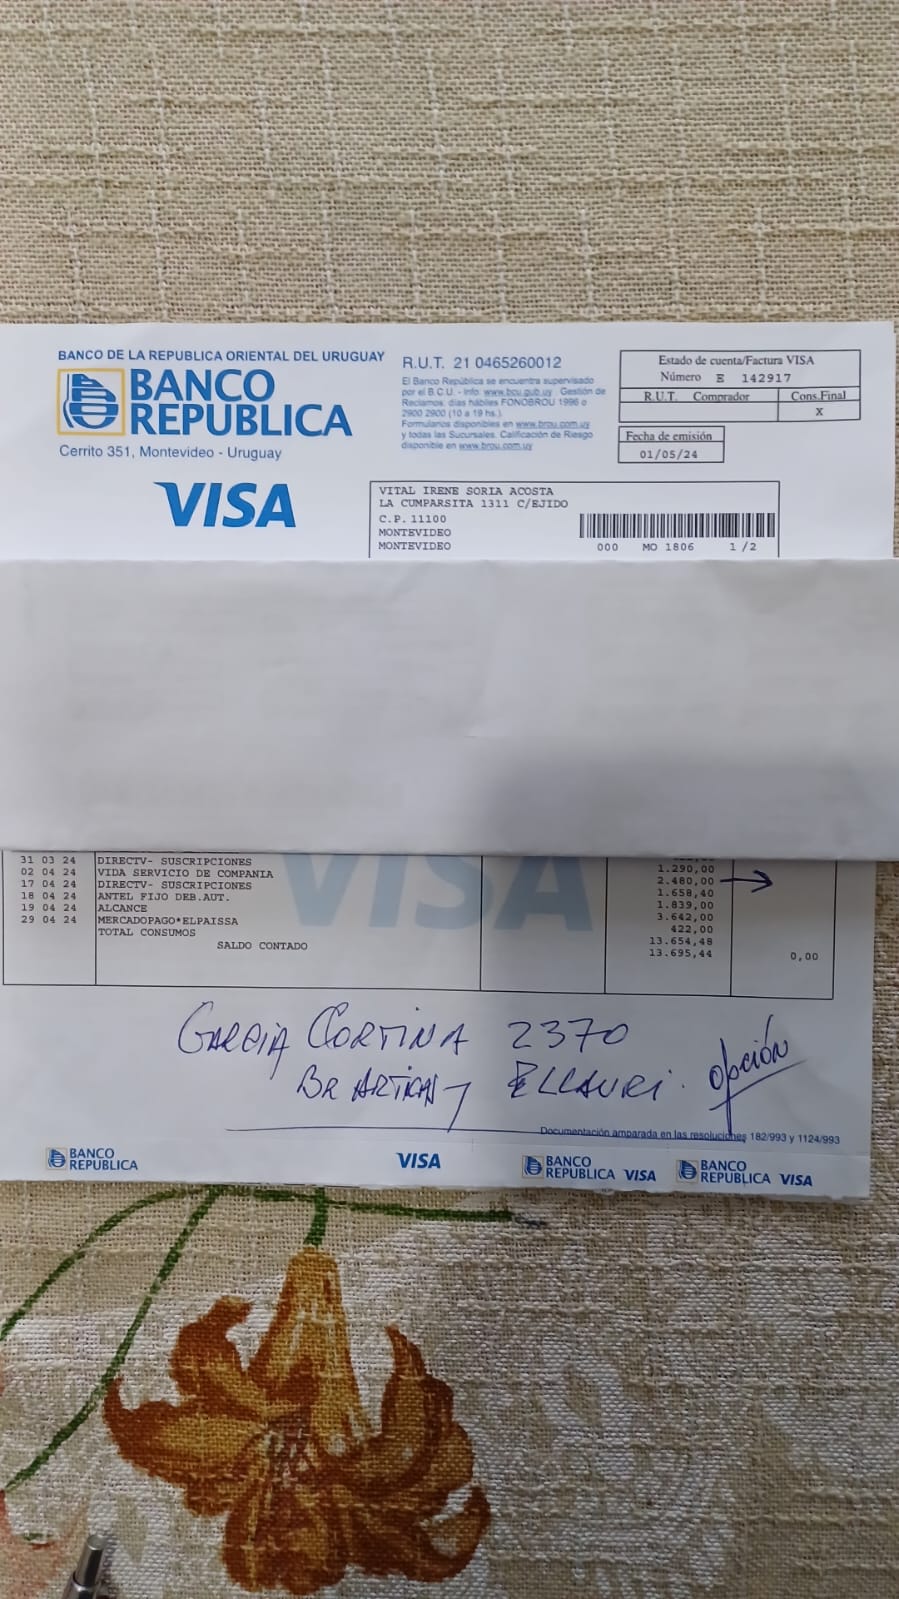 BANCO DE LA REPUBLICA ORIENTAL DEL URUGUAY
BANCO
REPUBLICA
Cerrito 351, Montevideo - Uruguay
VISA
R.U.T. 21 0465260012
El Banco República se encuentra supervisado
por el B.C.U. - Info. www.bcu.gub.uy. Gestión de
Reclamos: días hábiles FONOBROU 1996 o
2900 2900 (10 a 19 hs.).
Formularios disponibles en www.brou.com.uy
y todas las Sucursales. Calificación de Riesgo
disponible en www.brou.com.uy
Estado de cuenta/Factura VISA
Número E 142917
R.U.T. Comprador Cons.Final
X
Fecha de emisión
01/05/24
VITAL IRENE SORIA ACOSTA
LA CUMPARSITA 1311 C/EJIDO
C.P. 11100
MONTEVIDEO
MONTEVIDEO
000 MO 1806 1/2
VISA
31 03 24 DIRECTV- SUSCRIPCIONES
02 04 24 VIDA SERVICIO DE COMPANIA 1.290,00
17 04 24 DIRECTV- SUSCRIPCIONES 2.480,00
18 04 24 ANTEL FIJO DEB.AUT. 1.658,40
19 04 24 ALCANCE 1.839,00
29 04 24 MERCADOPAGO*ELPAISSA 3.642,00
TOTAL CONSUMOS 422,00
SALDO CONTADO 13.654,48
13.695,44 0,00
GARCIA CORTINA 2370
BR ARTIGAS y ELLAURI. opción
Documentación amparada en las resoluciones 182/993 y 1124/993
BANCO
REPUBLICA
VISA
BANCO
REPUBLICA VISA
BANCO
REPUBLICA VISA